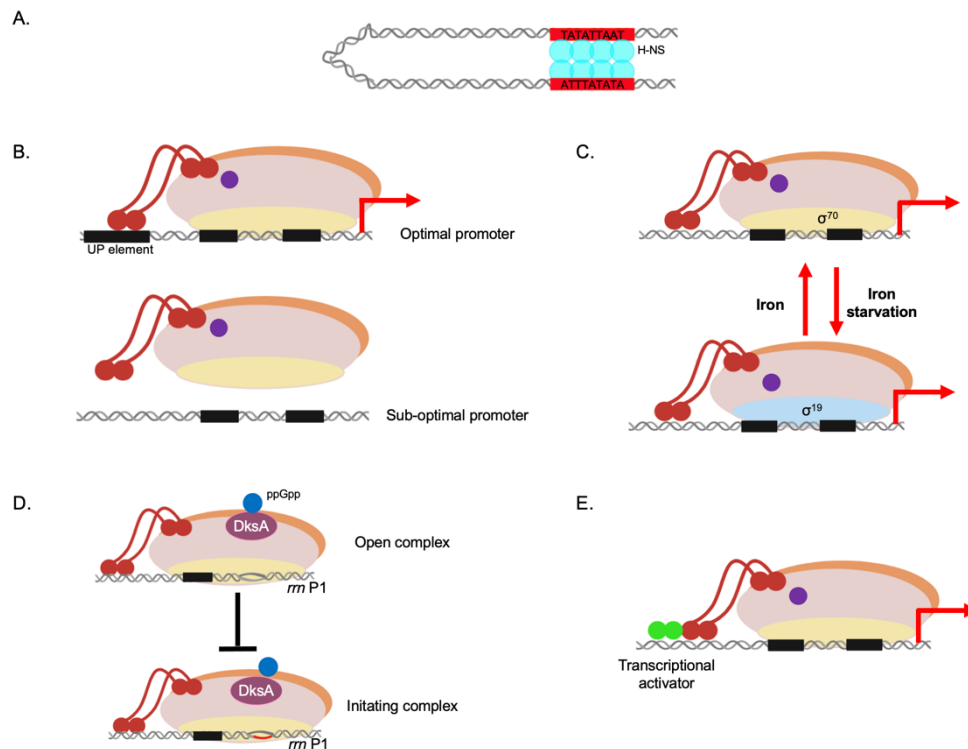 A.
TATATTAAT
H-NS
ATTTATATA
B.
UP element
Optimal promoter
Sub-optimal promoter
C.
σ⁷⁰
Iron
Iron
starvation
σ¹⁹
D.
ppGpp
DksA
Open complex
rrn P1
DksA
Initating complex
rrn P1
E.
Transcriptional
activator